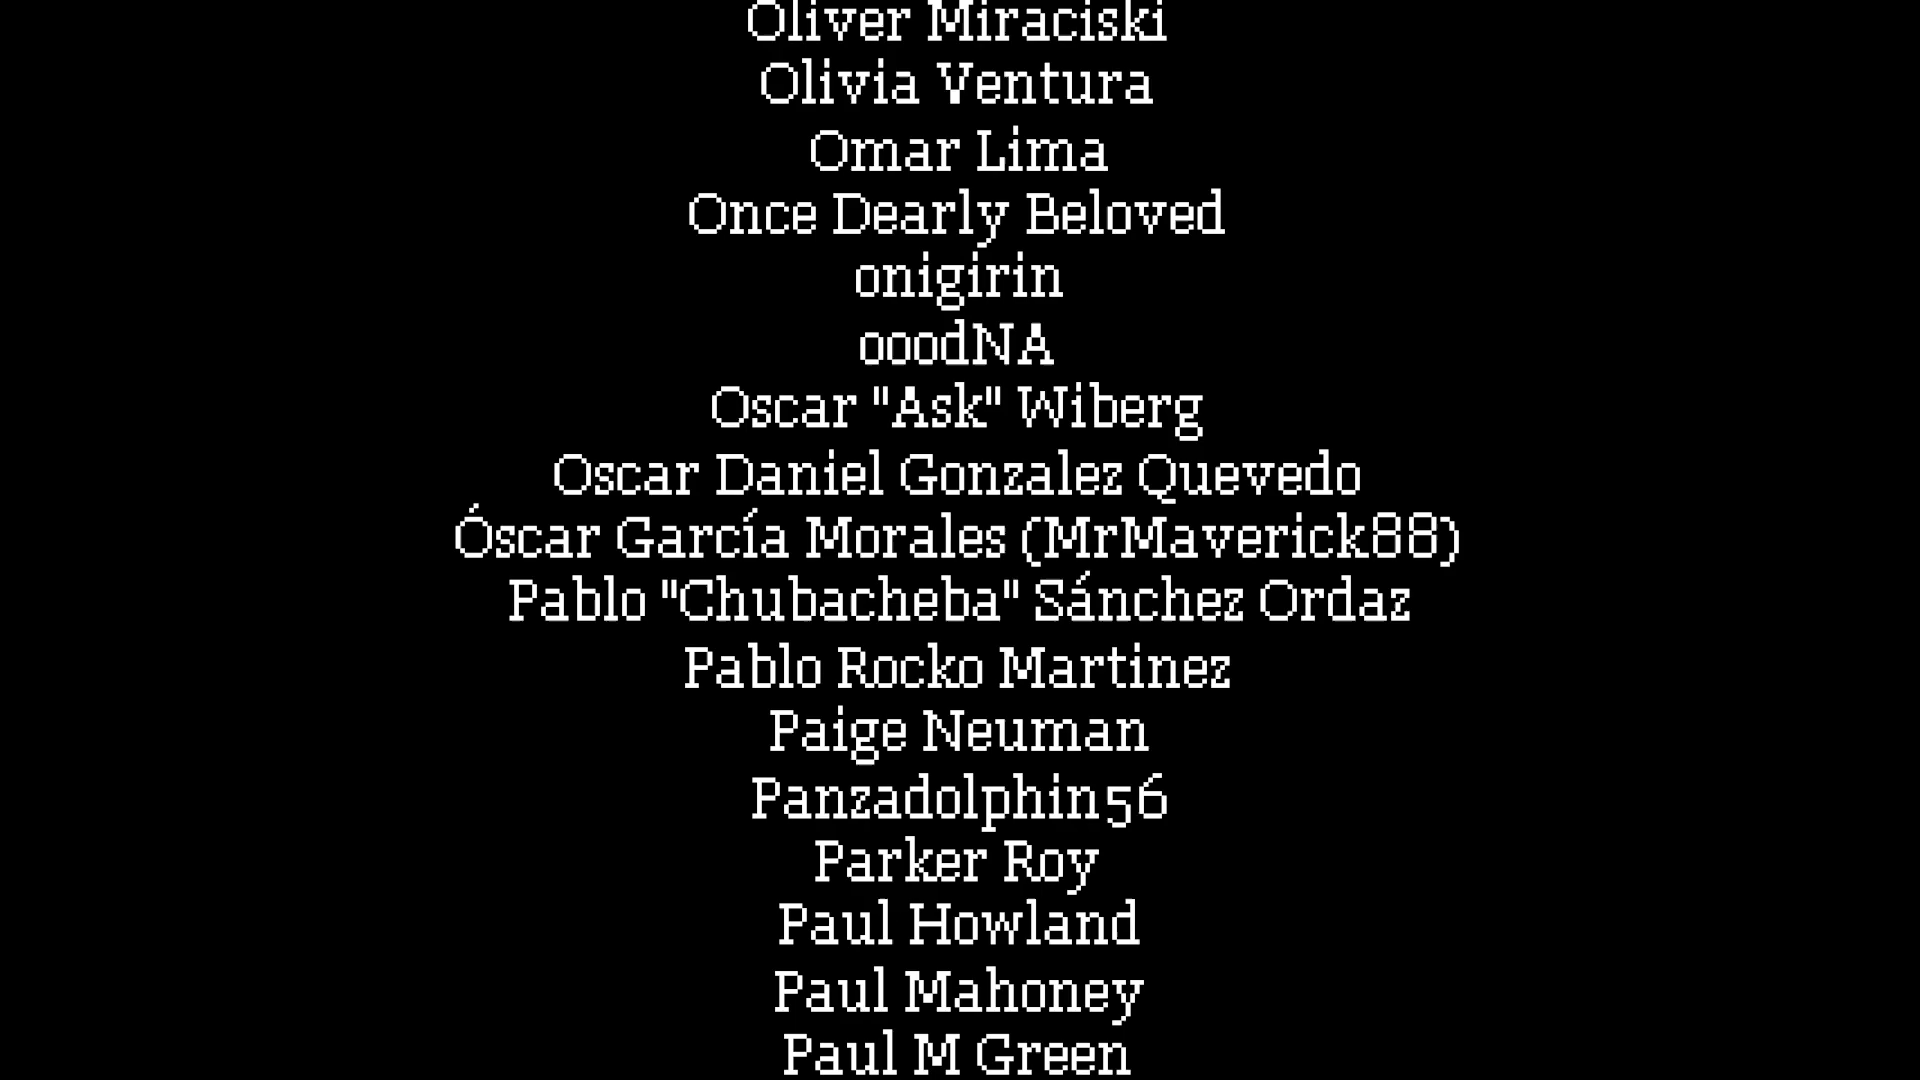 Oliver Miraciski
Olivia Ventura
Omar Lima
Once Dearly Beloved
onigirin
ooodNA
Oscar "Ask" Wiberg
Oscar Daniel Gonzalez Quevedo
Óscar García Morales (MrMaverick88)
Pablo "Chubacheba" Sánchez Ordaz
Pablo Rocko Martinez
Paige Neuman
Panzadolphin56
Parker Roy
Paul Howland
Paul Mahoney
Paul M Green